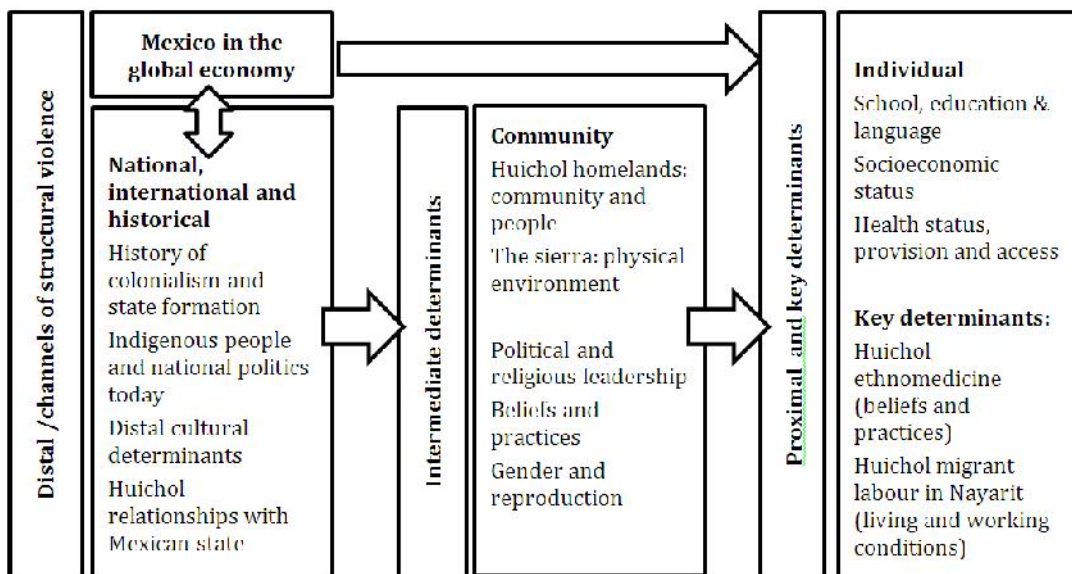 Distal /channels of structural violence
Mexico in the
global economy
National,
international and
historical
History of
colonialism and
state formation
Indigenous people
and national politics
today
Distal cultural
determinants
Huichol
relationships with
Mexican state
Intermediate determinants
Community
Huichol homelands:
community and
people
The sierra: physical
environment
Political and
religious leadership
Beliefs and
practices
Gender and
reproduction
Proximal and key determinants
Individual
School, education &
language
Socioeconomic
status
Health status,
provision and access
Key determinants:
Huichol
ethnomedicine
(beliefs and
practices)
Huichol migrant
labour in Nayarit
(living and working
conditions)